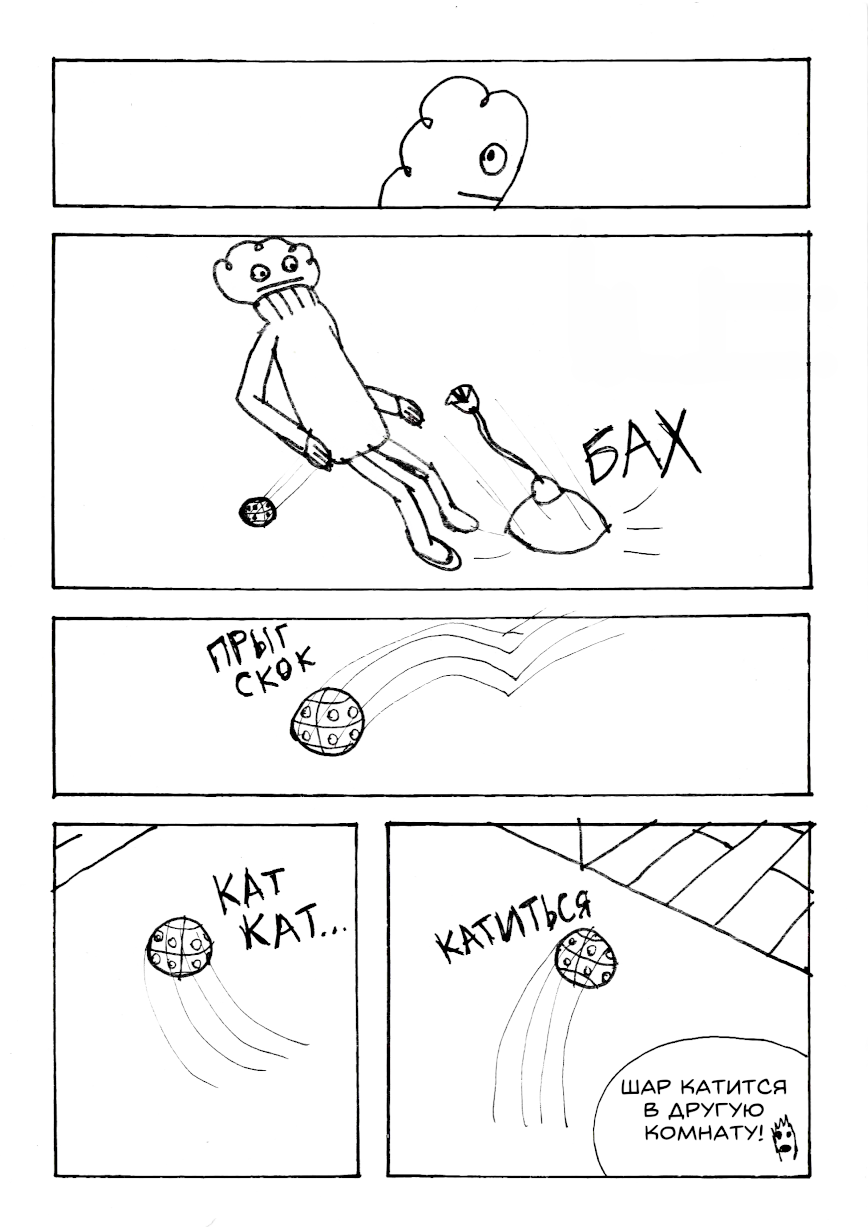 БАХ
ПРЫГ
СКОК
КАТ
КАТ...
КАТИТЬСЯ
ШАР КАТИТСЯ
В ДРУГУЮ
КОМНАТУ!